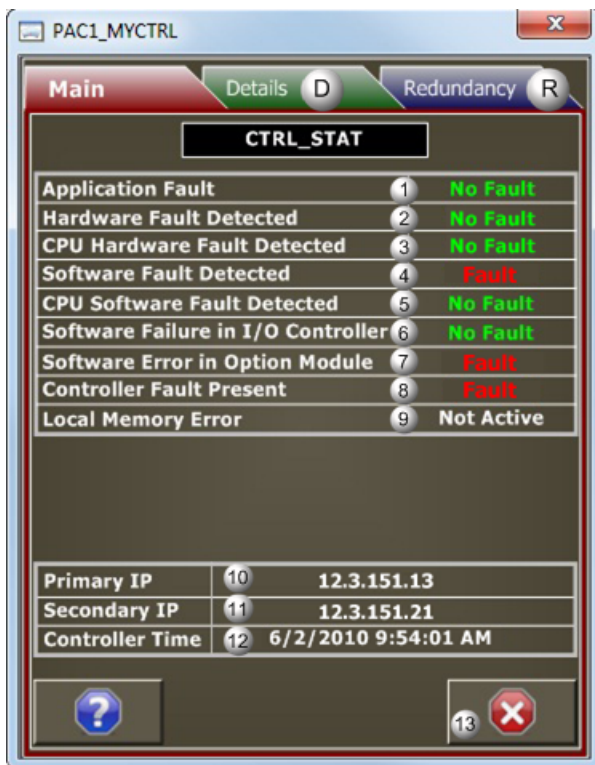 PAC1_MYCTRL
Main Details D Redundancy R
CTRL_STAT
Application Fault 1 No Fault
Hardware Fault Detected 2 No Fault
CPU Hardware Fault Detected 3 No Fault
Software Fault Detected 4 Fault
CPU Software Fault Detected 5 No Fault
Software Failure in I/O Controller 6 No Fault
Software Error in Option Module 7 Fault
Controller Fault Present 8 Fault
Local Memory Error 9 Not Active
Primary IP 10 12.3.151.13
Secondary IP 11 12.3.151.21
Controller Time 12 6/2/2010 9:54:01 AM
? 13